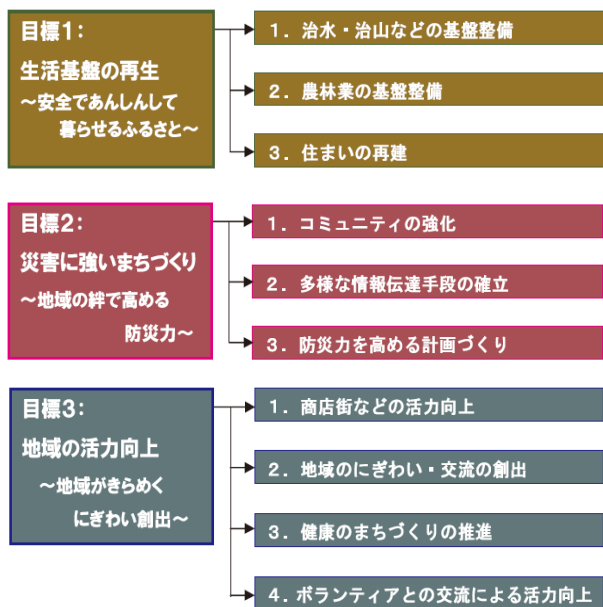 目標1:
生活基盤の再生
～安全であんしんして
暮らせるふるさと～
1．治水・治山などの基盤整備
2．農林業の基盤整備
3．住まいの再建
目標2:
災害に強いまちづくり
～地域の絆で高める
防災力～
1．コミュニティの強化
2．多様な情報伝達手段の確立
3．防災力を高める計画づくり
目標3:
地域の活力向上
～地域がきらめく
にぎわい創出～
1．商店街などの活力向上
2．地域のにぎわい・交流の創出
3．健康のまちづくりの推進
4．ボランティアとの交流による活力向上